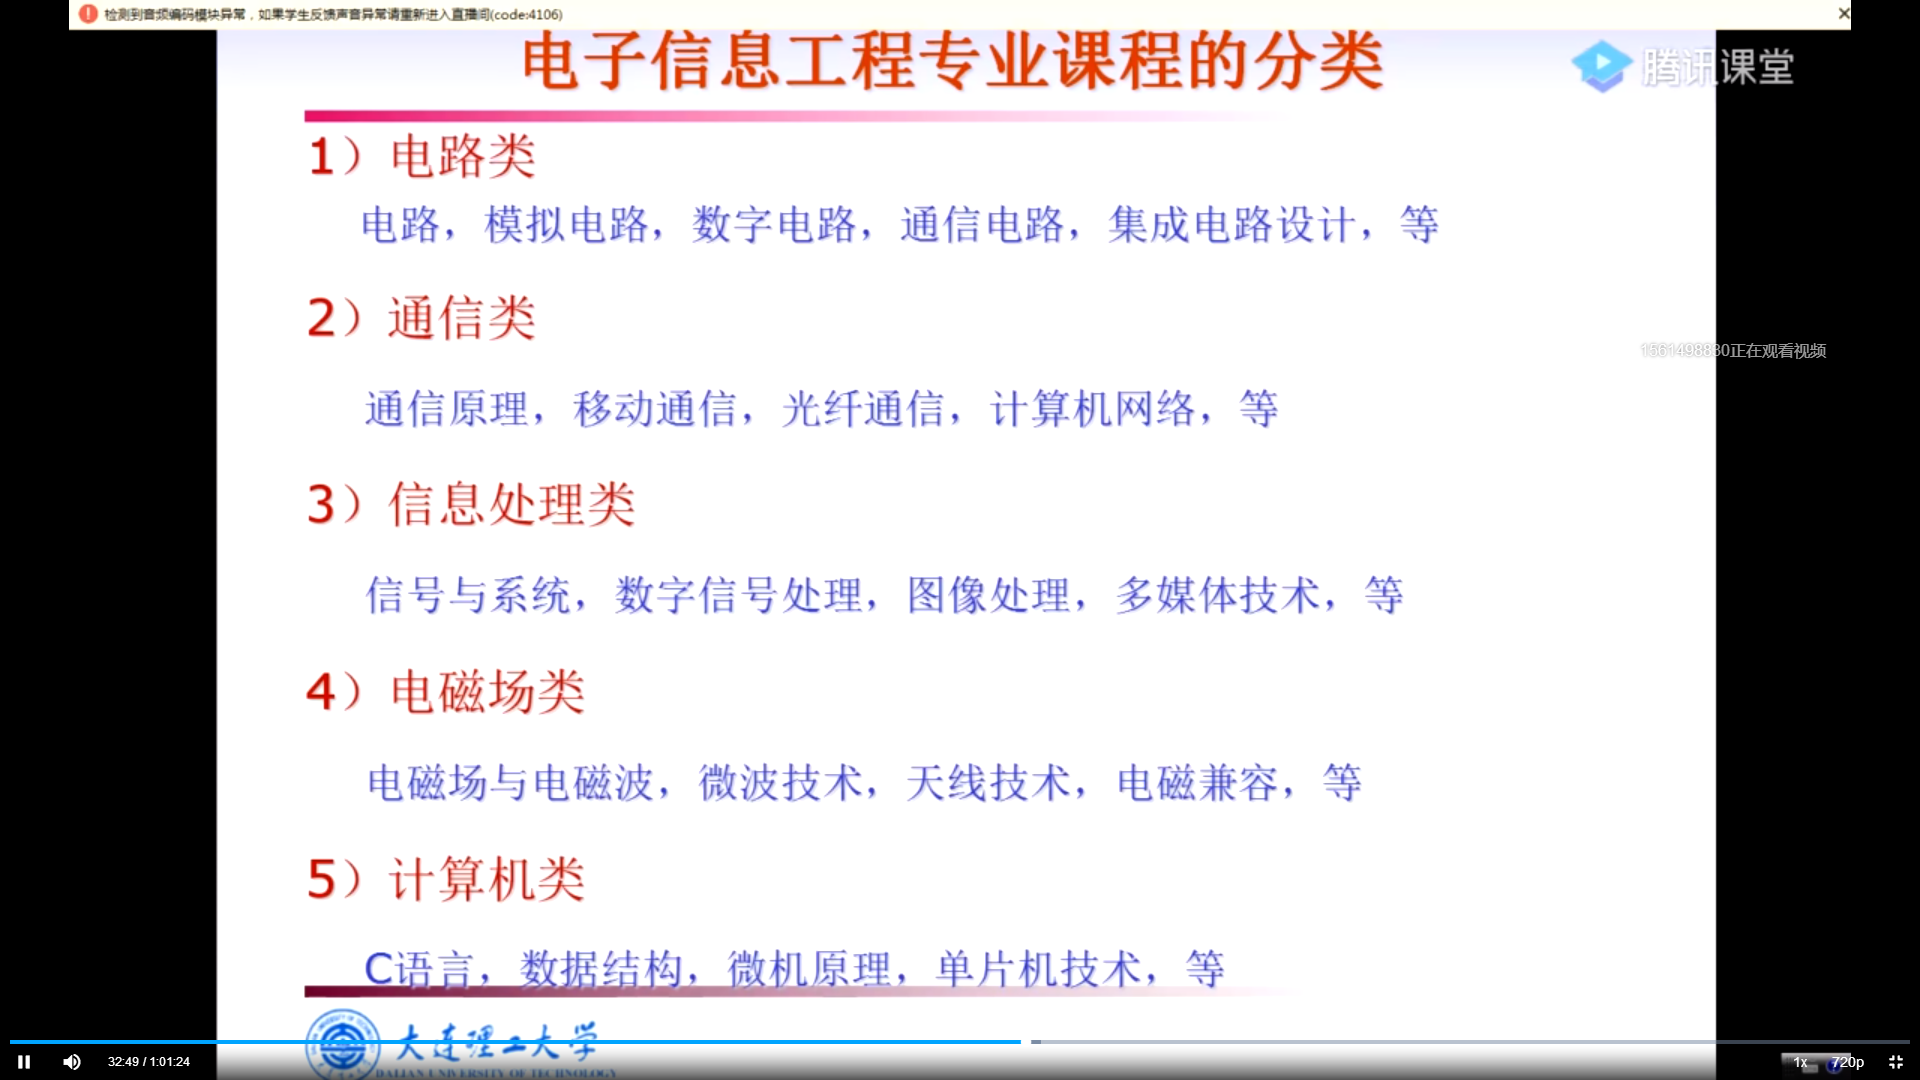 检测到音频编码模块异常，如果学生反馈声音异常请重新进入直播间(code:4106)
电子信息工程专业课程的分类
腾讯课堂
1）电路类
电路，模拟电路，数字电路，通信电路，集成电路设计，等
2）通信类
1561498830正在观看视频
通信原理，移动通信，光纤通信，计算机网络，等
3）信息处理类
信号与系统，数字信号处理，图像处理，多媒体技术，等
4）电磁场类
电磁场与电磁波，微波技术，天线技术，电磁兼容，等
5）计算机类
C语言，数据结构，微机原理，单片机技术，等
大连理工大学
DALIAN UNIVERSITY OF TECHNOLOGY
32:49 / 1:01:24
1x
720p